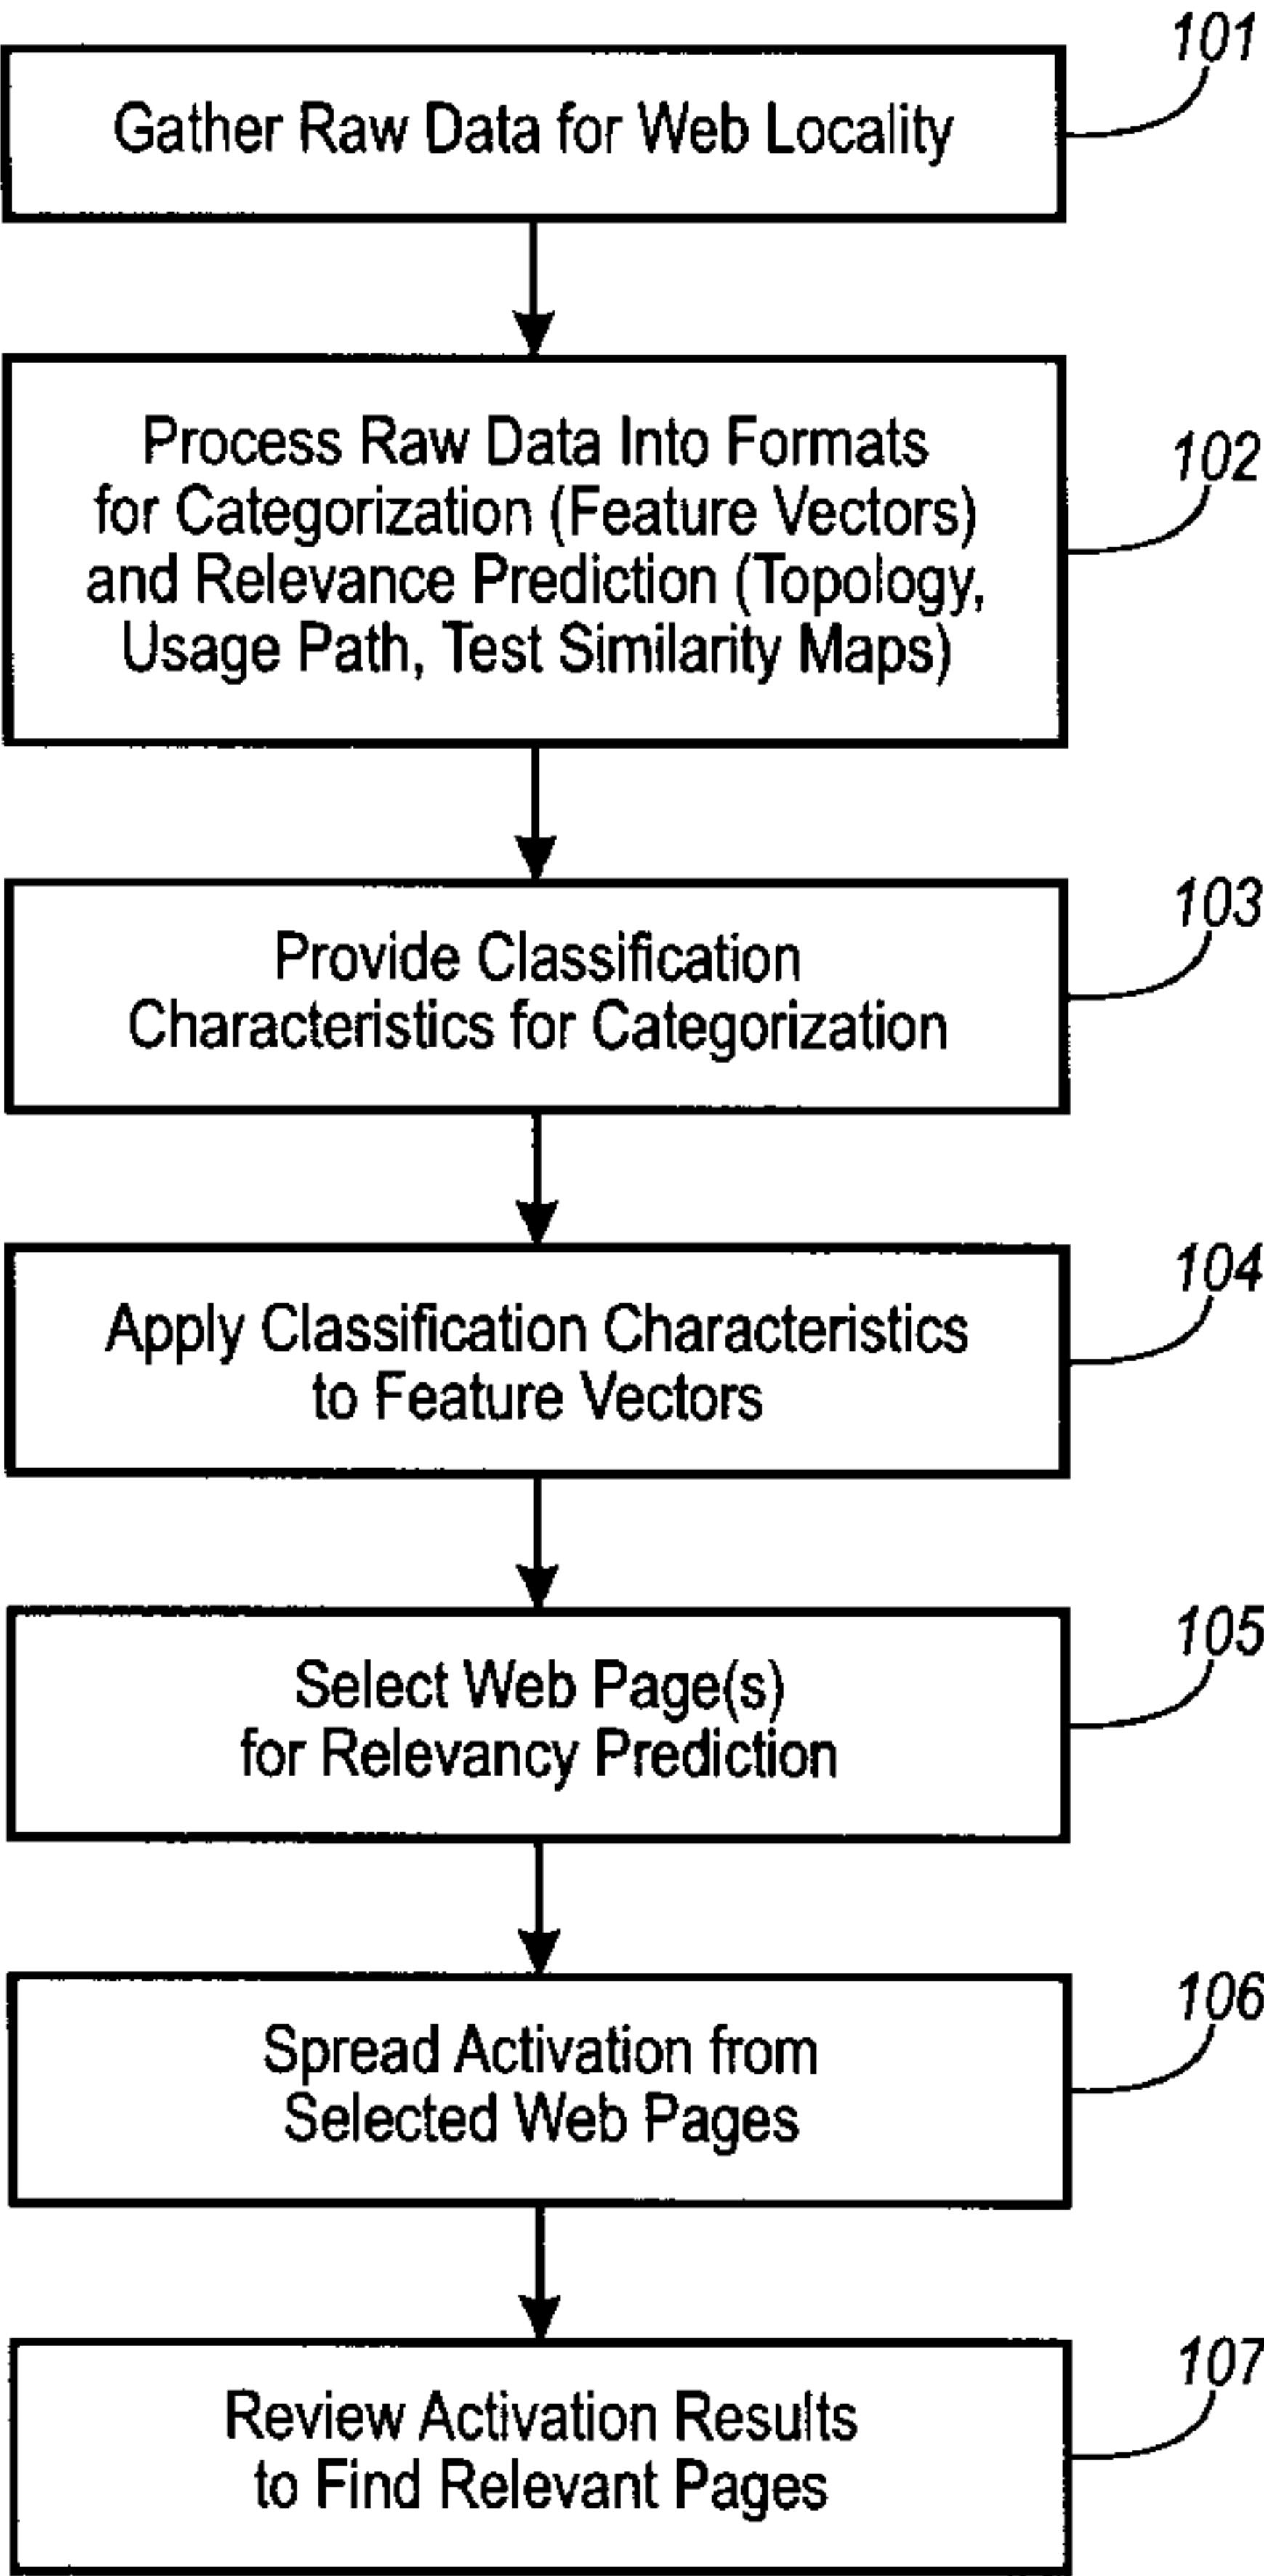 101
Gather Raw Data for Web Locality
Process Raw Data Into Formats
for Categorization (Feature Vectors)
and Relevance Prediction (Topology,
Usage Path, Test Similarity Maps)
102
Provide Classification
Characteristics for Categorization
103
Apply Classification Characteristics
to Feature Vectors
104
Select Web Page(s)
for Relevancy Prediction
105
Spread Activation from
Selected Web Pages
106
Review Activation Results
to Find Relevant Pages
107